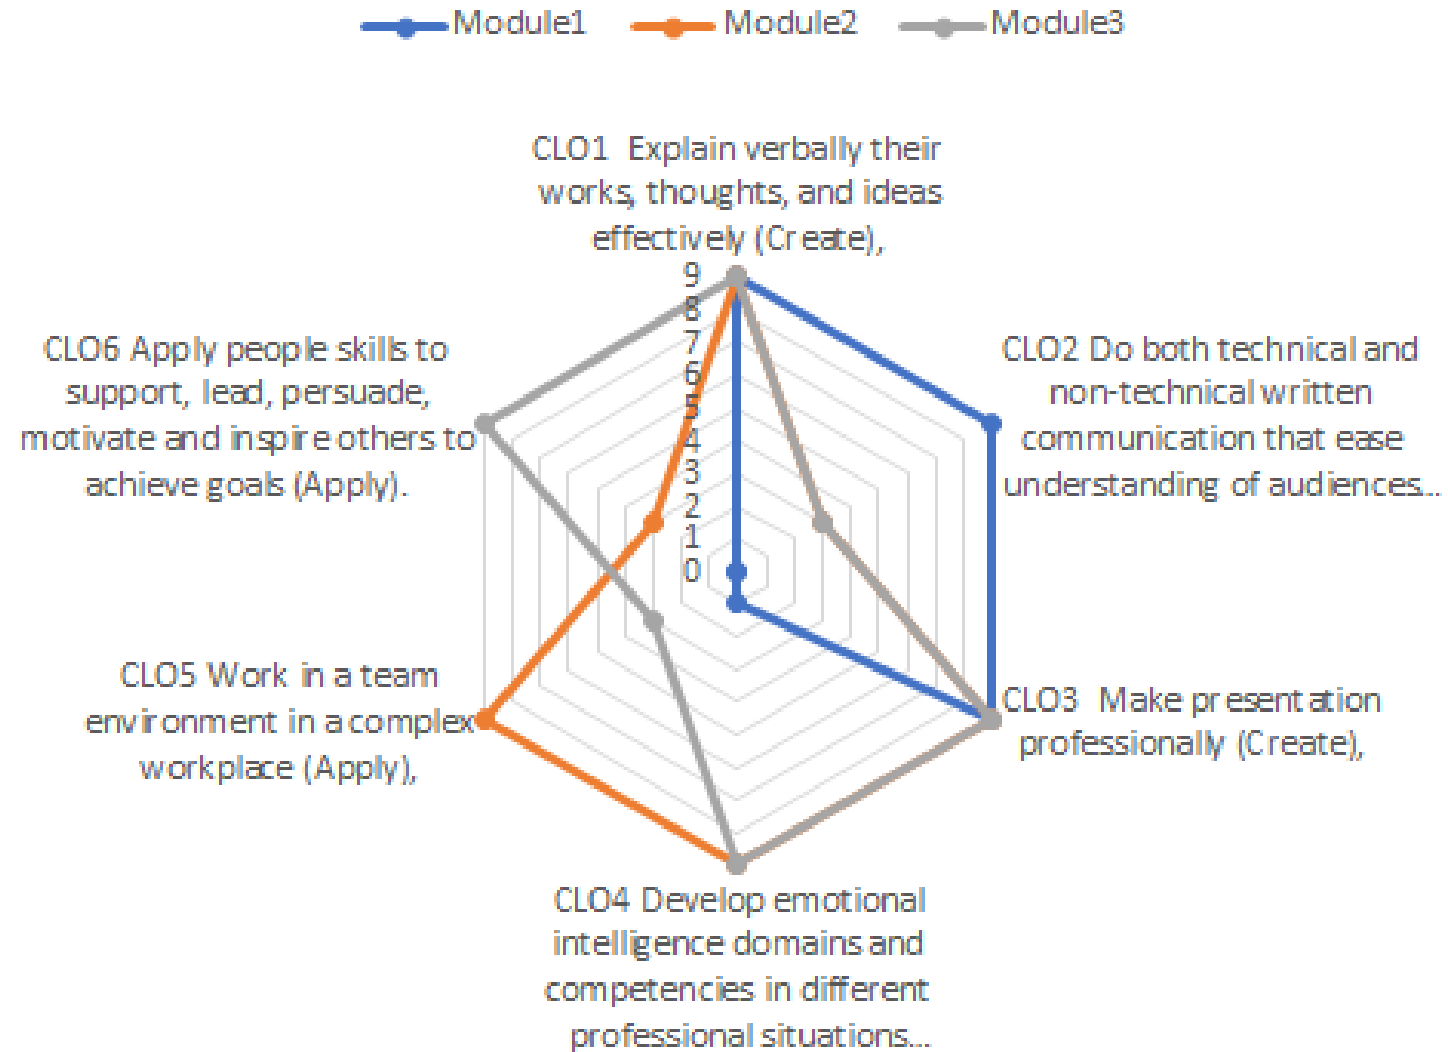 Module1 Module2 Module3
CLO1 Explain verbally their
works, thoughts, and ideas
effectively (Create),
9
8
7
6
5
4
3
2
1
0
CLO2 Do both technical and
non-technical written
communication that ease
understanding of audiences...
CLO3 Make presentation
professionally (Create),
CLO4 Develop emotional
intelligence domains and
competencies in different
professional situations...
CLO5 Work in a team
environment in a complex
workplace (Apply),
CLO6 Apply people skills to
support, lead, persuade,
motivate and inspire others to
achieve goals (Apply).